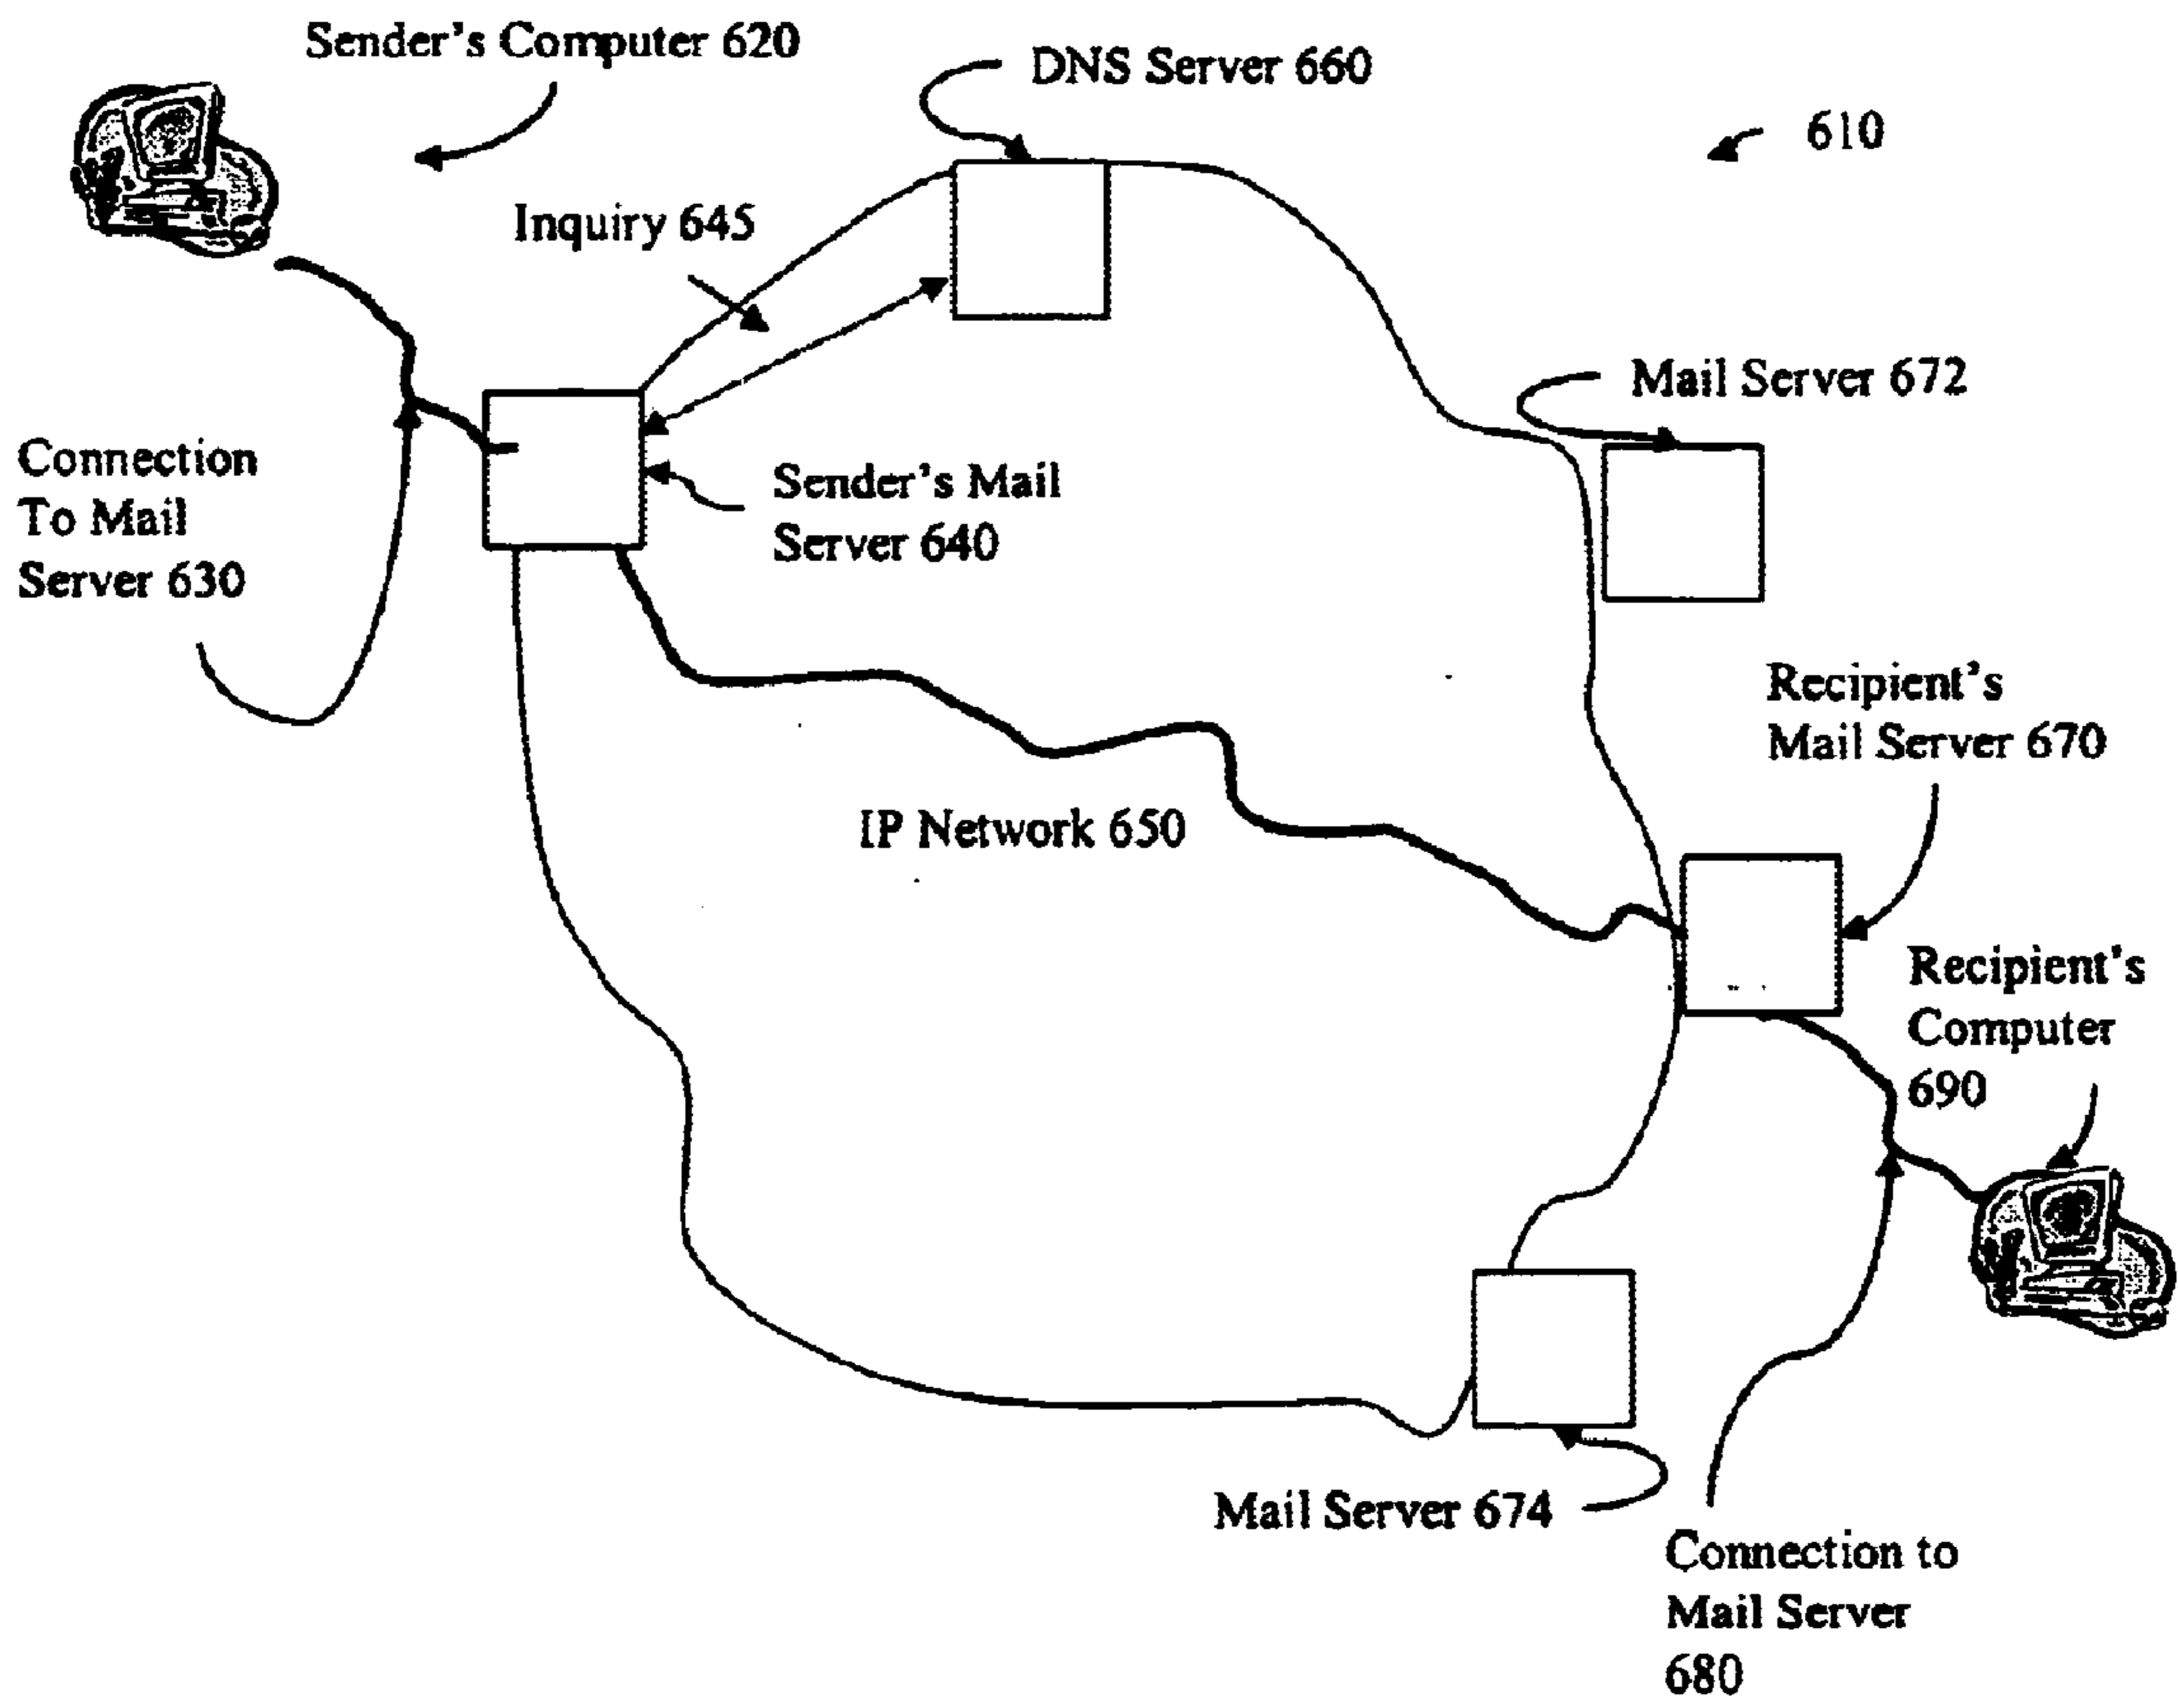 Sender's Computer 620
DNS Server 660
610
Inquiry 645
Mail Server 672
Connection
To Mail
Server 630
Sender's Mail
Server 640
Recipient's
Mail Server 670
IP Network 650
Recipient's
Computer
690
Mail Server 674
Connection to
Mail Server
680